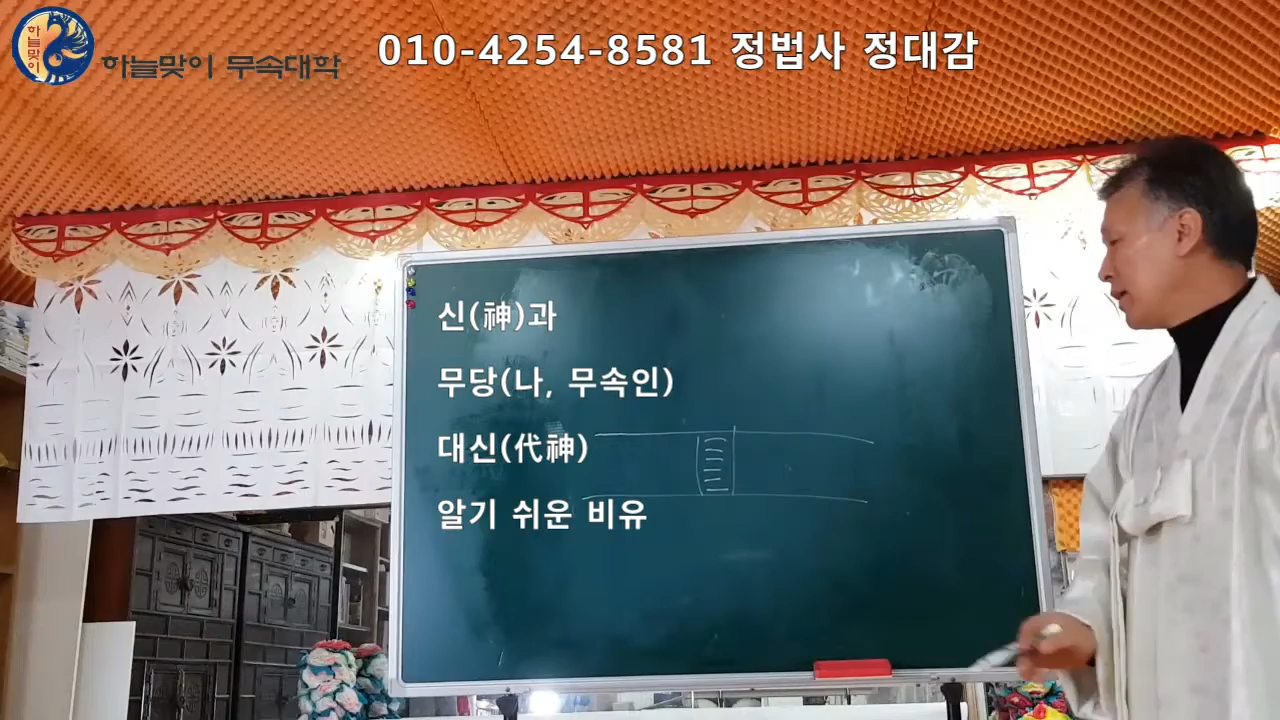 하늘맞이
하늘맞이 무속대학
010-4254-8581 정법사 정대감
신(神)과
무당(나, 무속인)
대신(代神)
알기 쉬운 비유